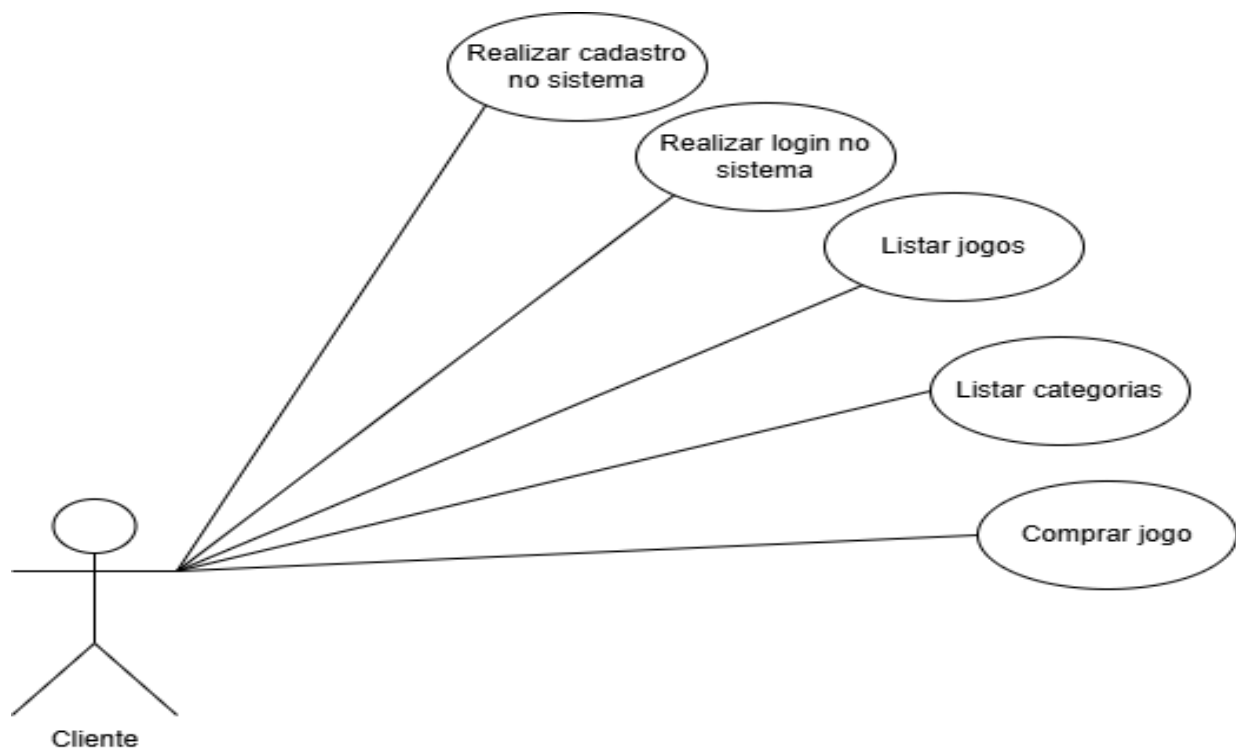 Realizar cadastro
no sistema
Realizar login no
sistema
Listar jogos
Listar categorias
Comprar jogo
Cliente